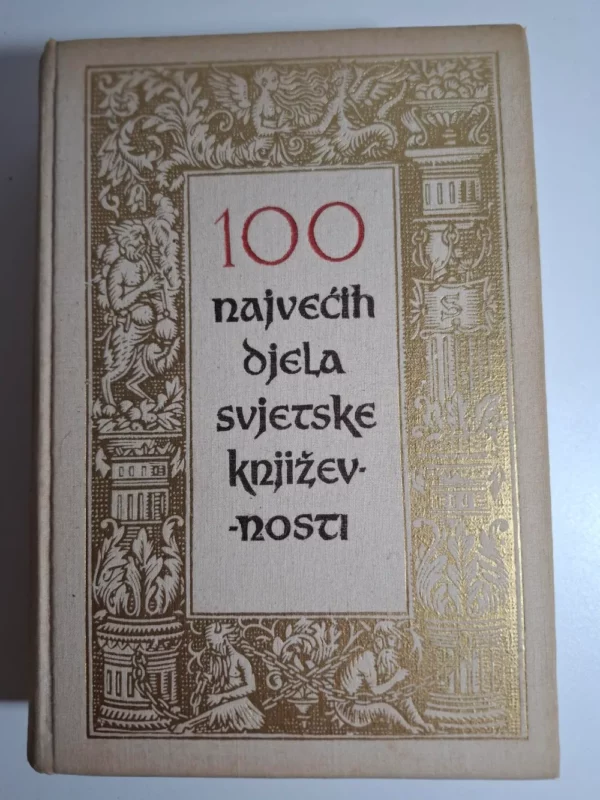 100
najvećih
djela
svjetske
književ-
-nosti
S